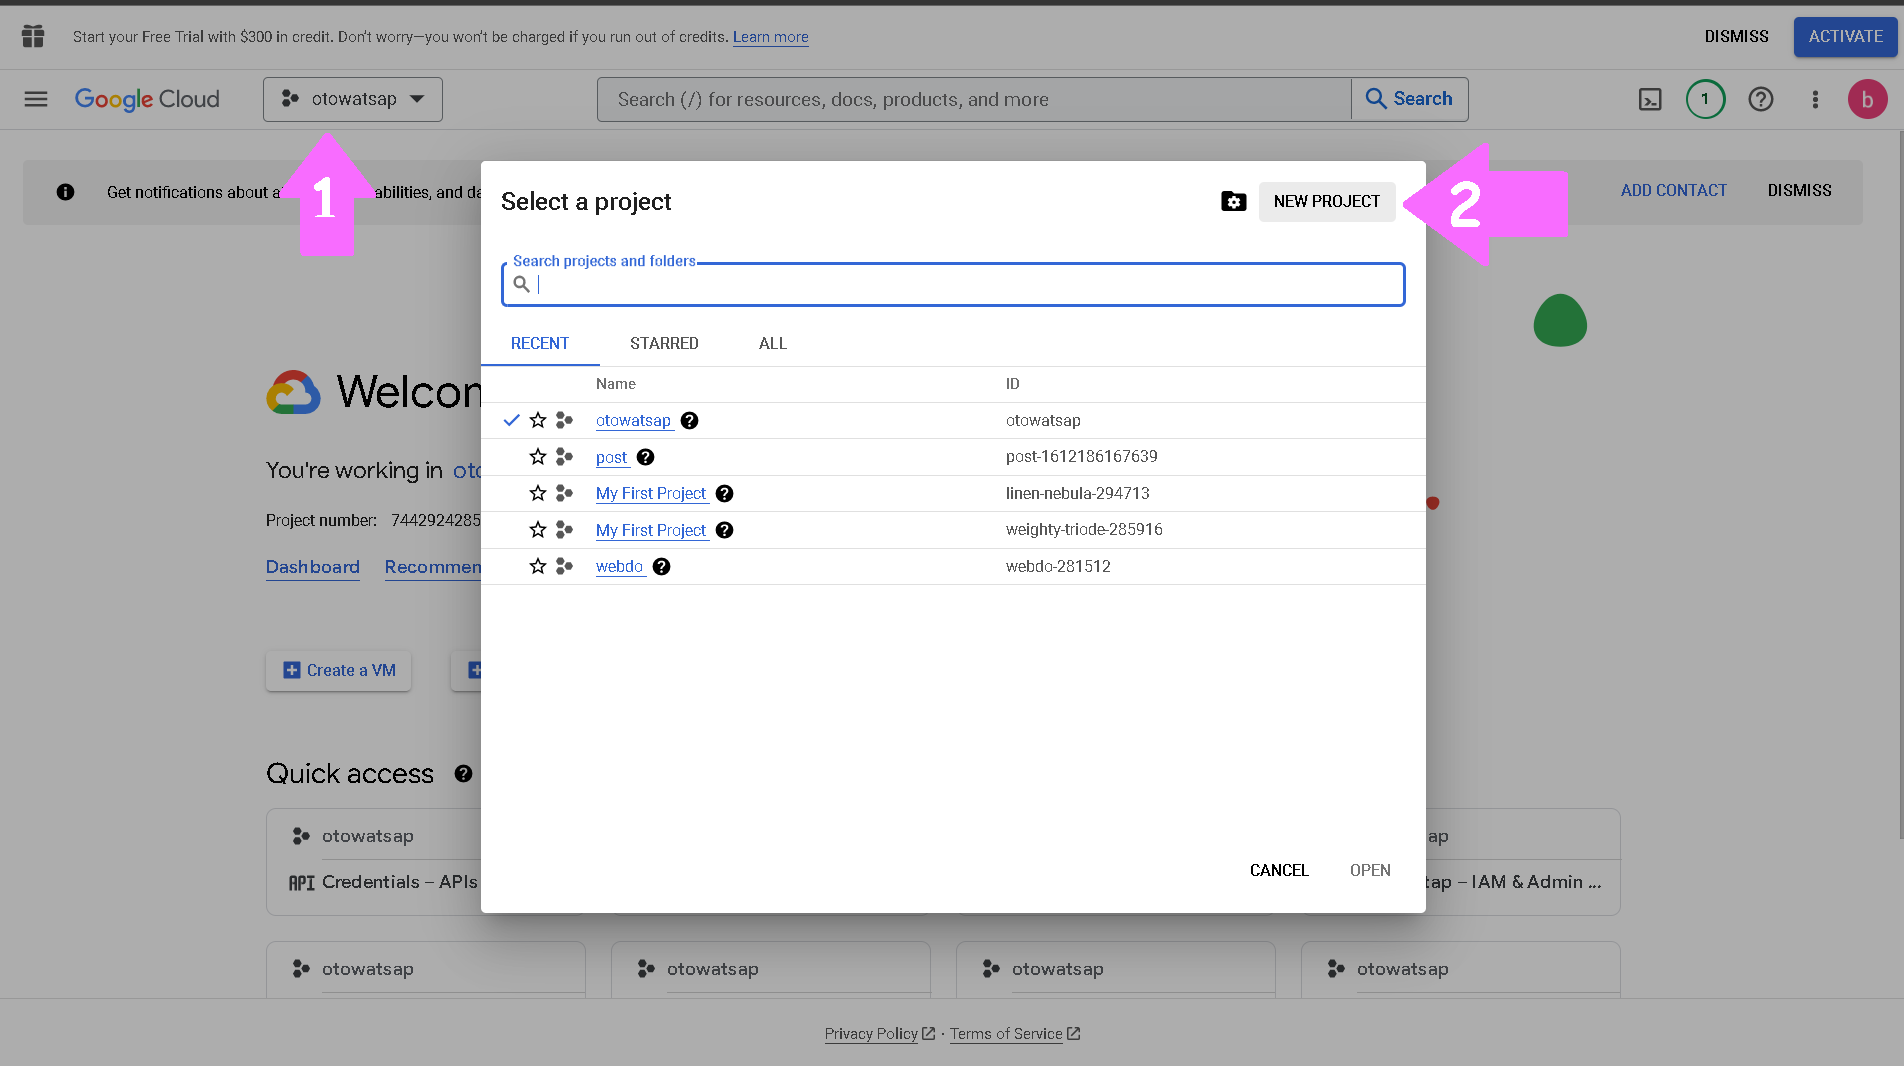 Start your Free Trial with $300 in credit. Don't worry—you won't be charged if you run out of credits. Learn more
DISMISS
ACTIVATE
Google Cloud
otowatsap
Search (/) for resources, docs, products, and more
Search
1
b
Get notifications about a
abilities, and da
ADD CONTACT
DISMISS
1
2
Select a project
NEW PROJECT
Search projects and folders
RECENT
STARRED
ALL
Name
ID
otowatsap
otowatsap
post
post-1612186167639
My First Project
linen-nebula-294713
My First Project
weighty-triode-285916
webdo
webdo-281512
CANCEL
OPEN
Welcom
You're working in oto
Project number: 7442924285
Dashboard
Recommen
Create a VM
Quick access
otowatsap
API Credentials – APIs
ap
tap – IAM & Admin ...
otowatsap
otowatsap
otowatsap
otowatsap
Privacy Policy · Terms of Service